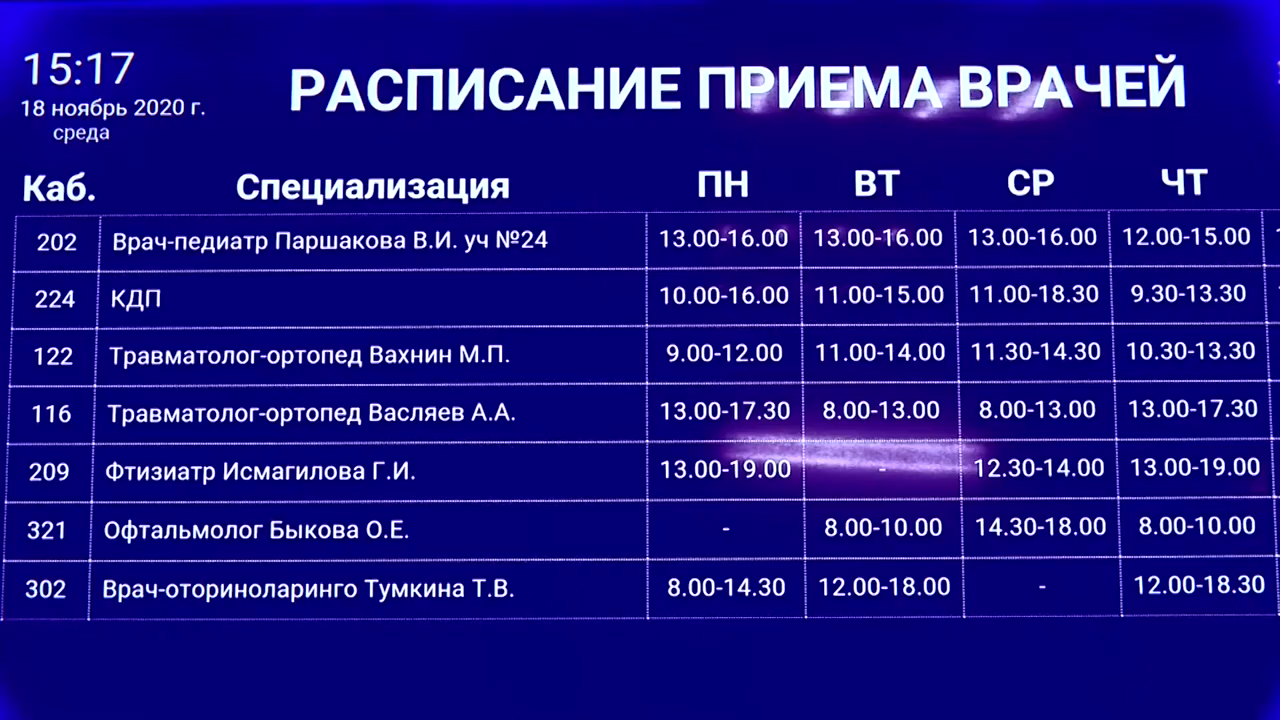 15:17
18 ноябрь 2020 г.
среда
РАСПИСАНИЕ ПРИЕМА ВРАЧЕЙ
Каб. Специализация ПН ВТ СР ЧТ
202 Врач-педиатр Паршакова В.И. уч №24 13.00-16.00 13.00-16.00 13.00-16.00 12.00-15.00
224 КДП 10.00-16.00 11.00-15.00 11.00-18.30 9.30-13.30
122 Травматолог-ортопед Вахнин М.П. 9.00-12.00 11.00-14.00 11.30-14.30 10.30-13.30
116 Травматолог-ортопед Васляев А.А. 13.00-17.30 8.00-13.00 8.00-13.00 13.00-17.30
209 Фтизиатр Исмагилова Г.И. 13.00-19.00 - 12.30-14.00 13.00-19.00
321 Офтальмолог Быкова О.Е. - 8.00-10.00 14.30-18.00 8.00-10.00
302 Врач-оториноларинго Тумкина Т.В. 8.00-14.30 12.00-18.00 - 12.00-18.30